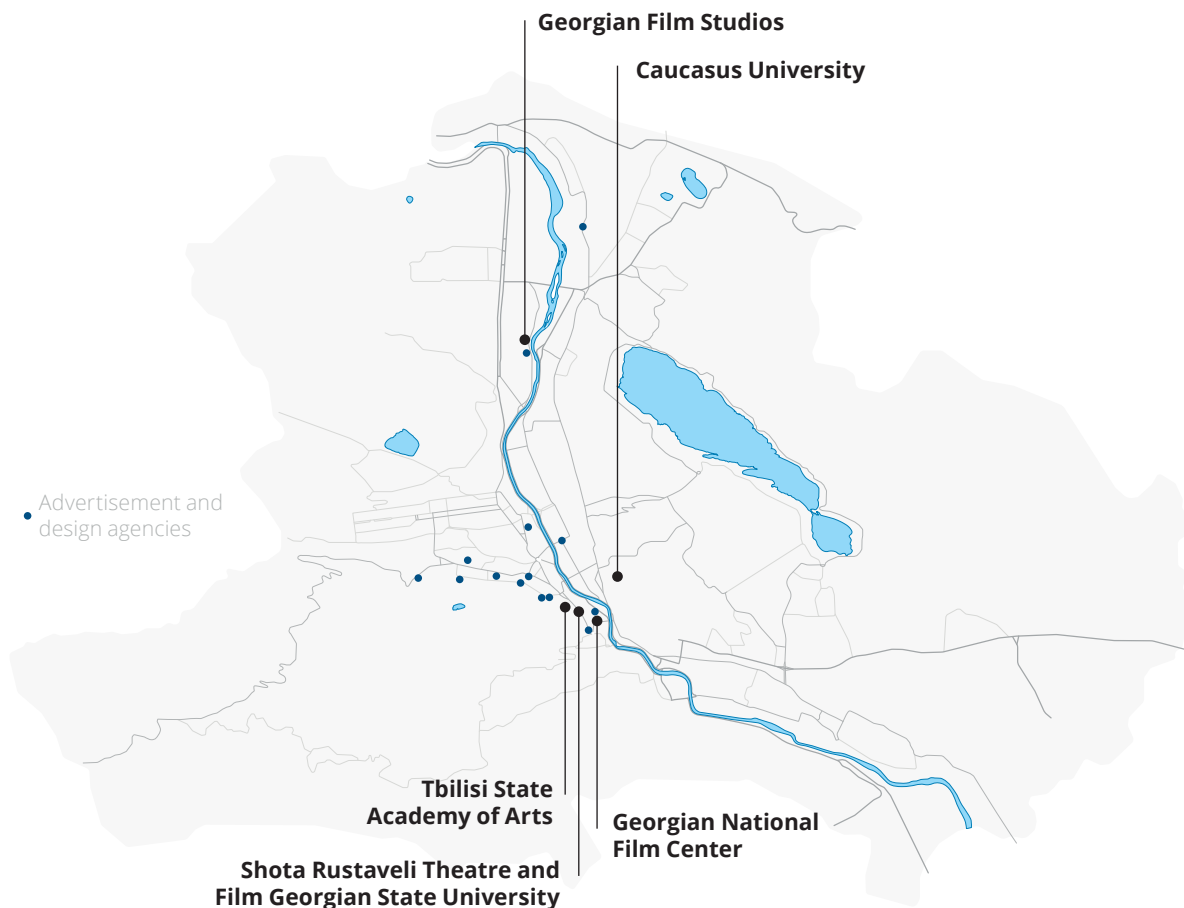 Georgian Film Studios
Caucasus University
Advertisement and
design agencies
Tbilisi State
Academy of Arts
Georgian National
Film Center
Shota Rustaveli Theatre and
Film Georgian State University